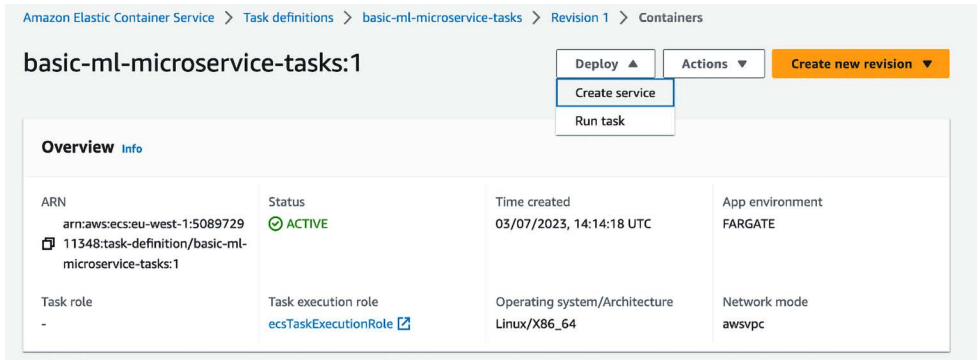 Amazon Elastic Container Service > Task definitions > basic-ml-microservice-tasks > Revision 1 > Containers
basic-ml-microservice-tasks:1
Deploy ▲
Actions ▼
Create new revision ▼
Create service
Run task
Overview Info
ARN
arn:aws:ecs:eu-west-1:5089729
11348:task-definition/basic-ml-
microservice-tasks:1
Status
ACTIVE
Time created
03/07/2023, 14:14:18 UTC
App environment
FARGATE
Task role
-
Task execution role
ecsTaskExecutionRole
Operating system/Architecture
Linux/X86_64
Network mode
awsvpc